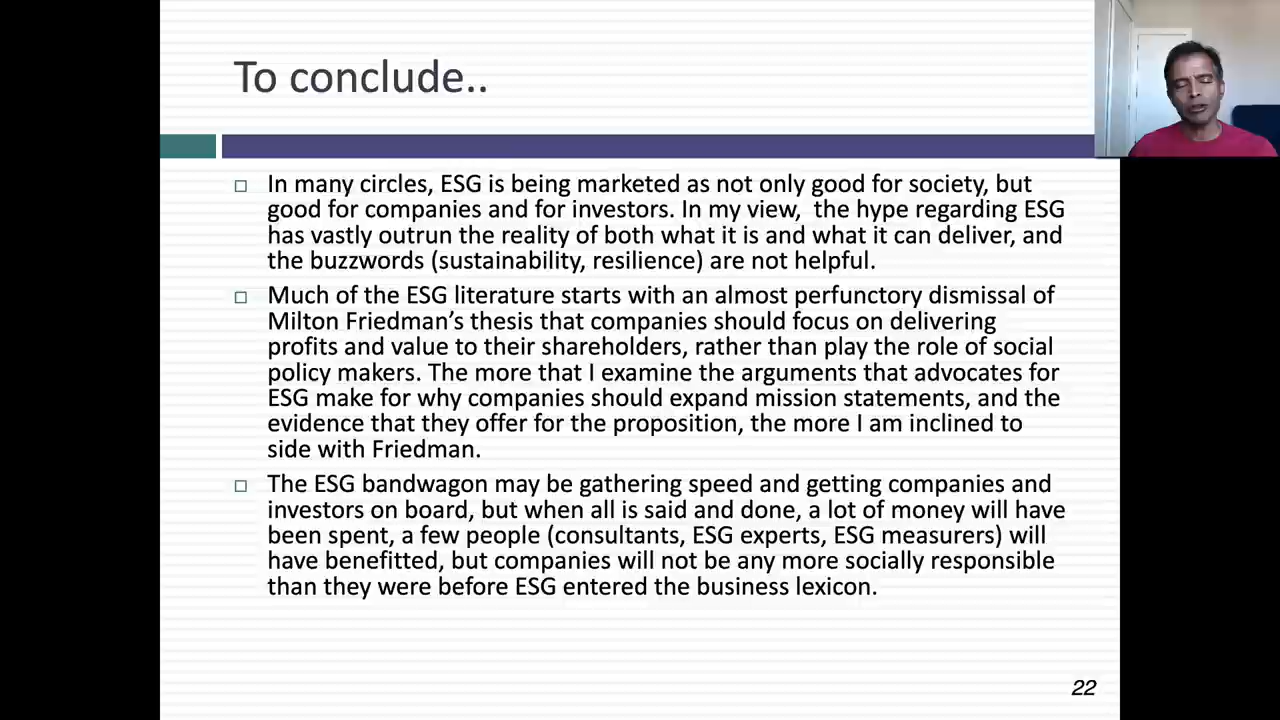 To conclude..
In many circles, ESG is being marketed as not only good for society, but
good for companies and for investors. In my view, the hype regarding ESG
has vastly outrun the reality of both what it is and what it can deliver, and
the buzzwords (sustainability, resilience) are not helpful.
Much of the ESG literature starts with an almost perfunctory dismissal of
Milton Friedman’s thesis that companies should focus on delivering
profits and value to their shareholders, rather than play the role of social
policy makers. The more that I examine the arguments that advocates for
ESG make for why companies should expand mission statements, and the
evidence that they offer for the proposition, the more I am inclined to
side with Friedman.
The ESG bandwagon may be gathering speed and getting companies and
investors on board, but when all is said and done, a lot of money will have
been spent, a few people (consultants, ESG experts, ESG measurers) will
have benefitted, but companies will not be any more socially responsible
than they were before ESG entered the business lexicon.
22